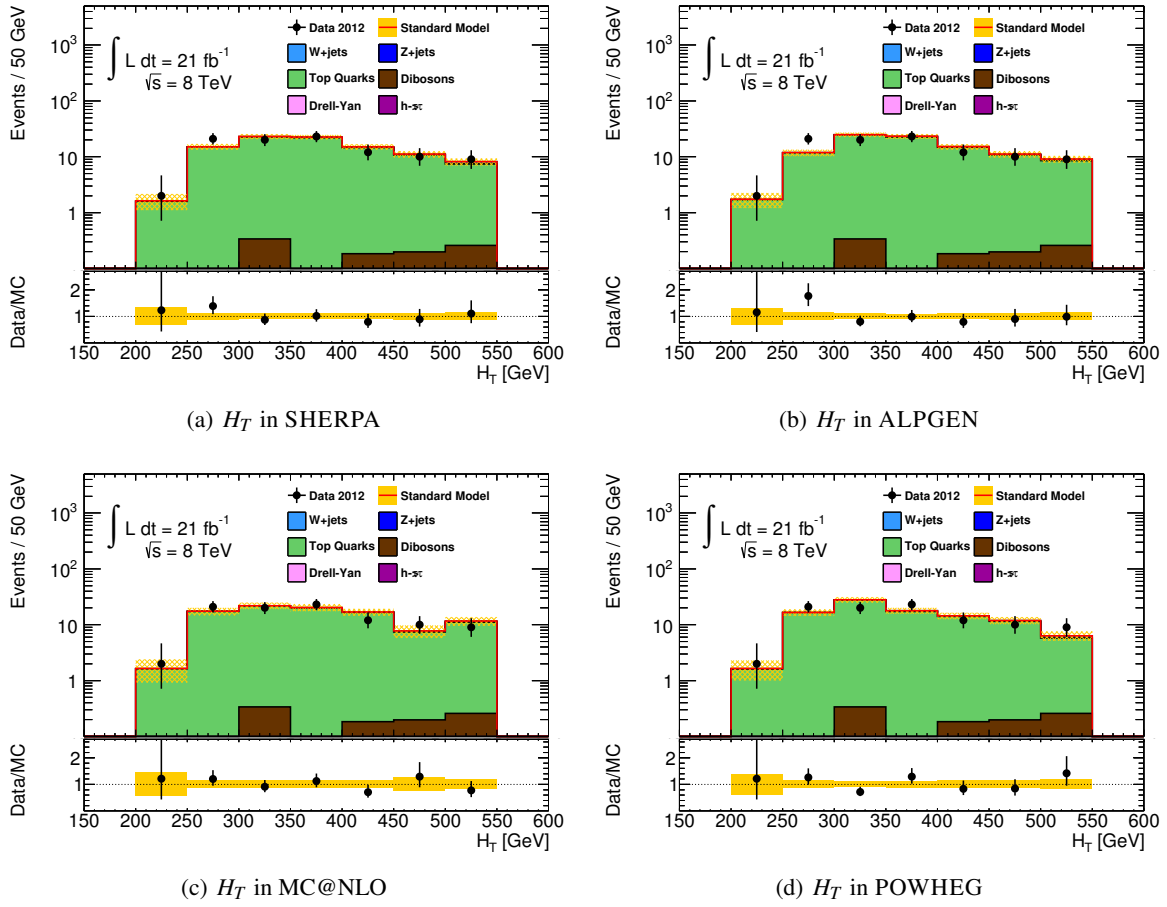 Events / 50 GeV
10³
10²
10
1
∫ L dt = 21 fb⁻¹
√s = 8 TeV
Data 2012 Standard Model
W+jets Z+jets
Top Quarks Dibosons
Drell-Yan
Data/MC
2
1
150 200 250 300 350 400 450 500 550 600
H_T [GeV]
(a) H_T in SHERPA
Events / 50 GeV
10³
10²
10
1
∫ L dt = 21 fb⁻¹
√s = 8 TeV
Data 2012 Standard Model
W+jets Z+jets
Top Quarks Dibosons
Drell-Yan
Data/MC
2
1
150 200 250 300 350 400 450 500 550 600
H_T [GeV]
(b) H_T in ALPGEN
Events / 50 GeV
10³
10²
10
1
∫ L dt = 21 fb⁻¹
√s = 8 TeV
Data 2012 Standard Model
W+jets Z+jets
Top Quarks Dibosons
Drell-Yan
Data/MC
2
1
150 200 250 300 350 400 450 500 550 600
H_T [GeV]
(c) H_T in MC@NLO
Events / 50 GeV
10³
10²
10
1
∫ L dt = 21 fb⁻¹
√s = 8 TeV
Data 2012 Standard Model
W+jets Z+jets
Top Quarks Dibosons
Drell-Yan
Data/MC
2
1
150 200 250 300 350 400 450 500 550 600
H_T [GeV]
(d) H_T in POWHEG